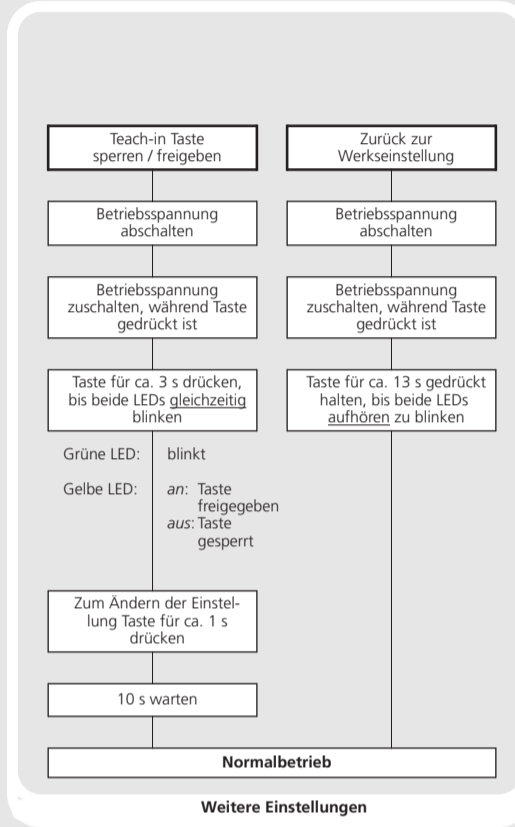 Teach-in Taste
sperren / freigeben
Betriebsspannung
abschalten
Betriebsspannung
zuschalten, während Taste
gedrückt ist
Taste für ca. 3 s drücken,
bis beide LEDs gleichzeitig
blinken
Grüne LED: blinkt
Gelbe LED: an: Taste
freigegeben
aus: Taste
gesperrt
Zum Ändern der Einstel-
lung Taste für ca. 1 s
drücken
10 s warten
Zurück zur
Werkseinstellung
Betriebsspannung
abschalten
Betriebsspannung
zuschalten, während Taste
gedrückt ist
Taste für ca. 13 s gedrückt
halten, bis beide LEDs
aufhören zu blinken
Normalbetrieb
Weitere Einstellungen